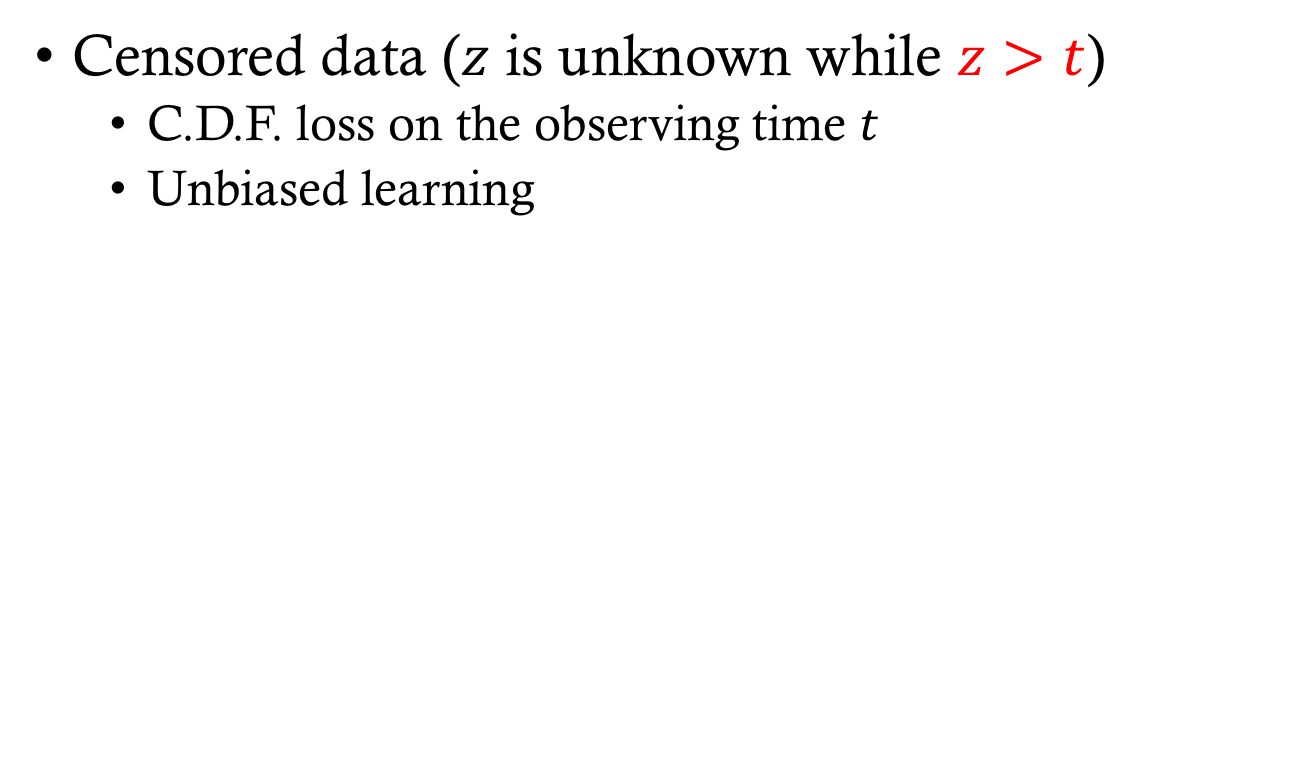 • Censored data (z is unknown while z > t)
• C.D.F. loss on the observing time t
• Unbiased learning